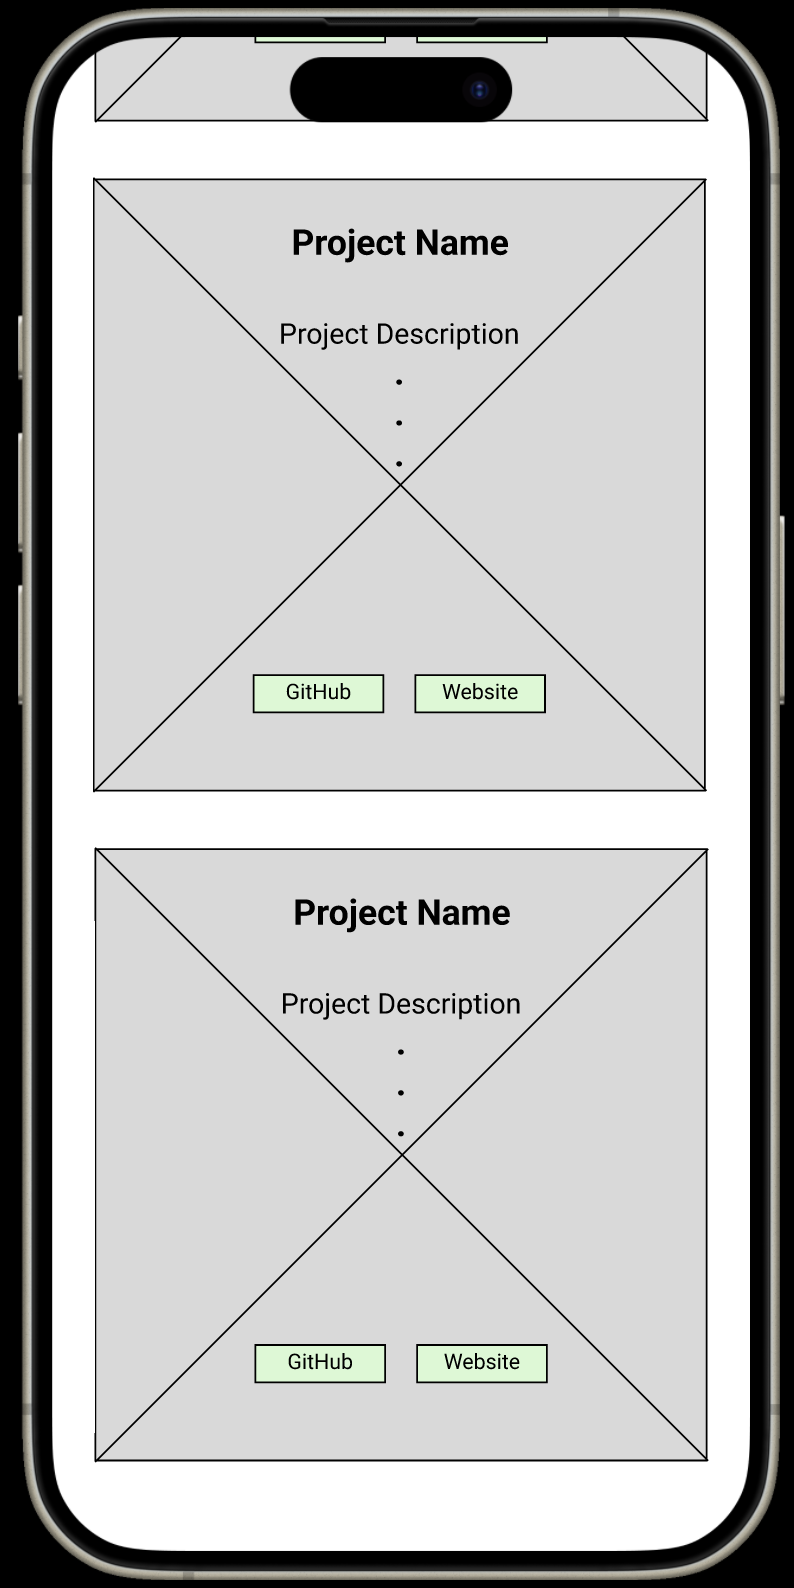 Project Name
Project Description
.
.
.
GitHub Website
Project Name
Project Description
.
.
.
GitHub Website